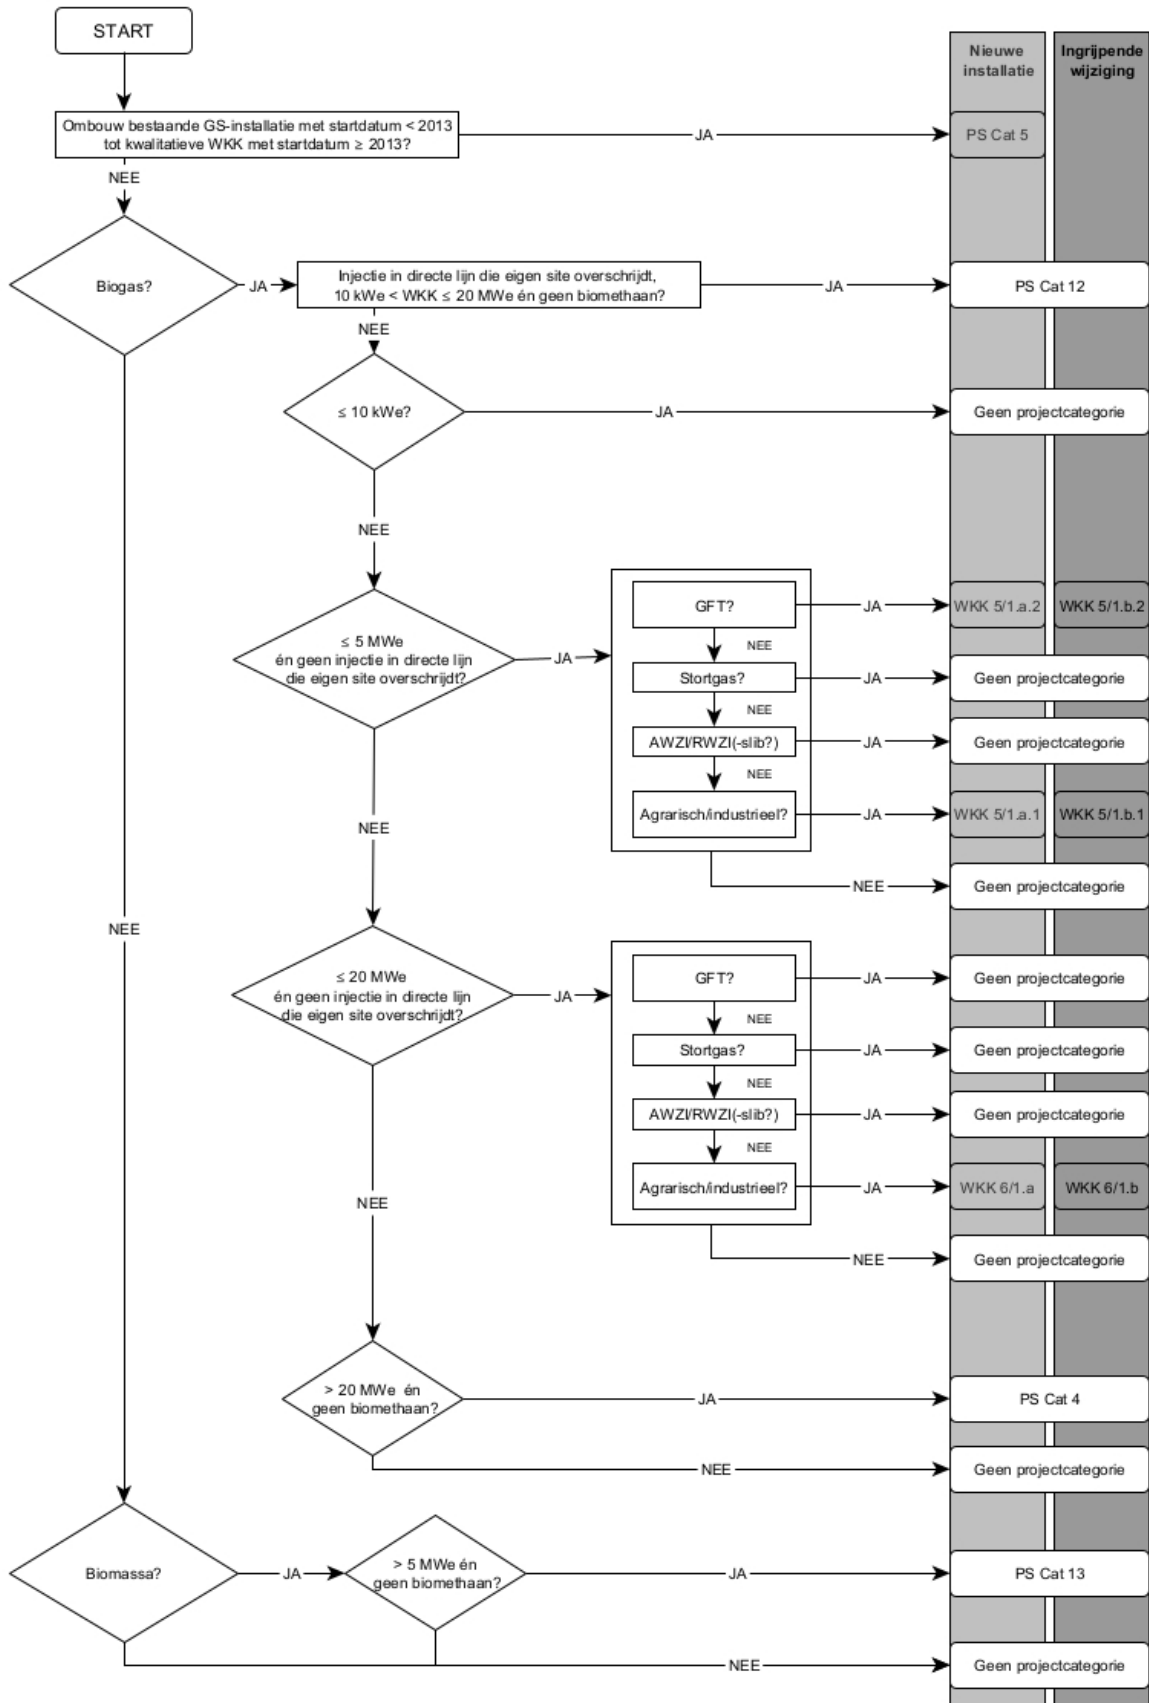 START
Nieuwe
installatie
Ingrijpende
wijziging
Ombouw bestaande GS-installatie met startdatum < 2013
tot kwalitatieve WKK met startdatum ≥ 2013?
JA
PS Cat 5
NEE
Biogas?
JA
Injectie in directe lijn die eigen site overschrijdt,
10 kWe < WKK ≤ 20 MWe én geen biomethaan?
JA
PS Cat 12
NEE
≤ 10 kWe?
JA
Geen projectcategorie
NEE
≤ 5 MWe
én geen injectie in directe lijn
die eigen site overschrijdt?
JA
GFT?
JA
WKK 5/1.a.2
WKK 5/1.b.2
NEE
Stortgas?
JA
Geen projectcategorie
NEE
AWZI/RWZI(-slib?)
JA
Geen projectcategorie
NEE
Agrarisch/industrieel?
JA
WKK 5/1.a.1
WKK 5/1.b.1
NEE
Geen projectcategorie
NEE
NEE
≤ 20 MWe
én geen injectie in directe lijn
die eigen site overschrijdt?
JA
GFT?
JA
Geen projectcategorie
NEE
Stortgas?
JA
Geen projectcategorie
NEE
AWZI/RWZI(-slib?)
JA
Geen projectcategorie
NEE
Agrarisch/industrieel?
JA
WKK 6/1.a
WKK 6/1.b
NEE
Geen projectcategorie
NEE
> 20 MWe én
geen biomethaan?
JA
PS Cat 4
NEE
Geen projectcategorie
Biomassa?
JA
> 5 MWe én
geen biomethaan?
JA
PS Cat 13
NEE
Geen projectcategorie